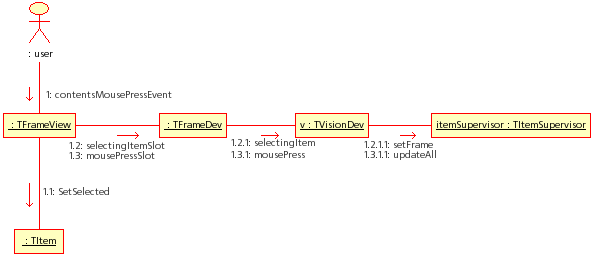 : user
1: contentsMousePressEvent
: TFrameView
: TFrameDev
v : TVisionDev
itemSupervisor : TItemSupervisor
1.2: selectingItemSlot
1.3: mousePressSlot
1.2.1: selectingItem
1.3.1: mousePress
1.2.1.1: setFrame
1.3.1.1: updateAll
1.1: SetSelected
: TItem